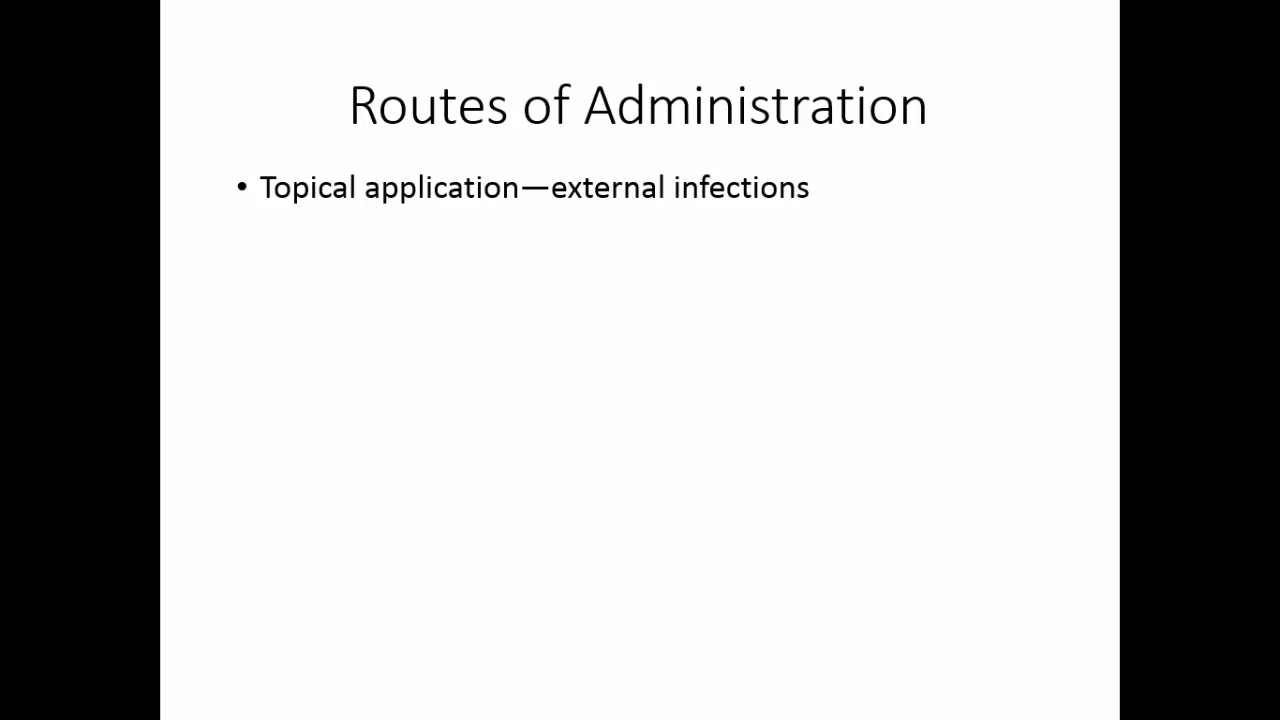 Routes of Administration
• Topical application—external infections